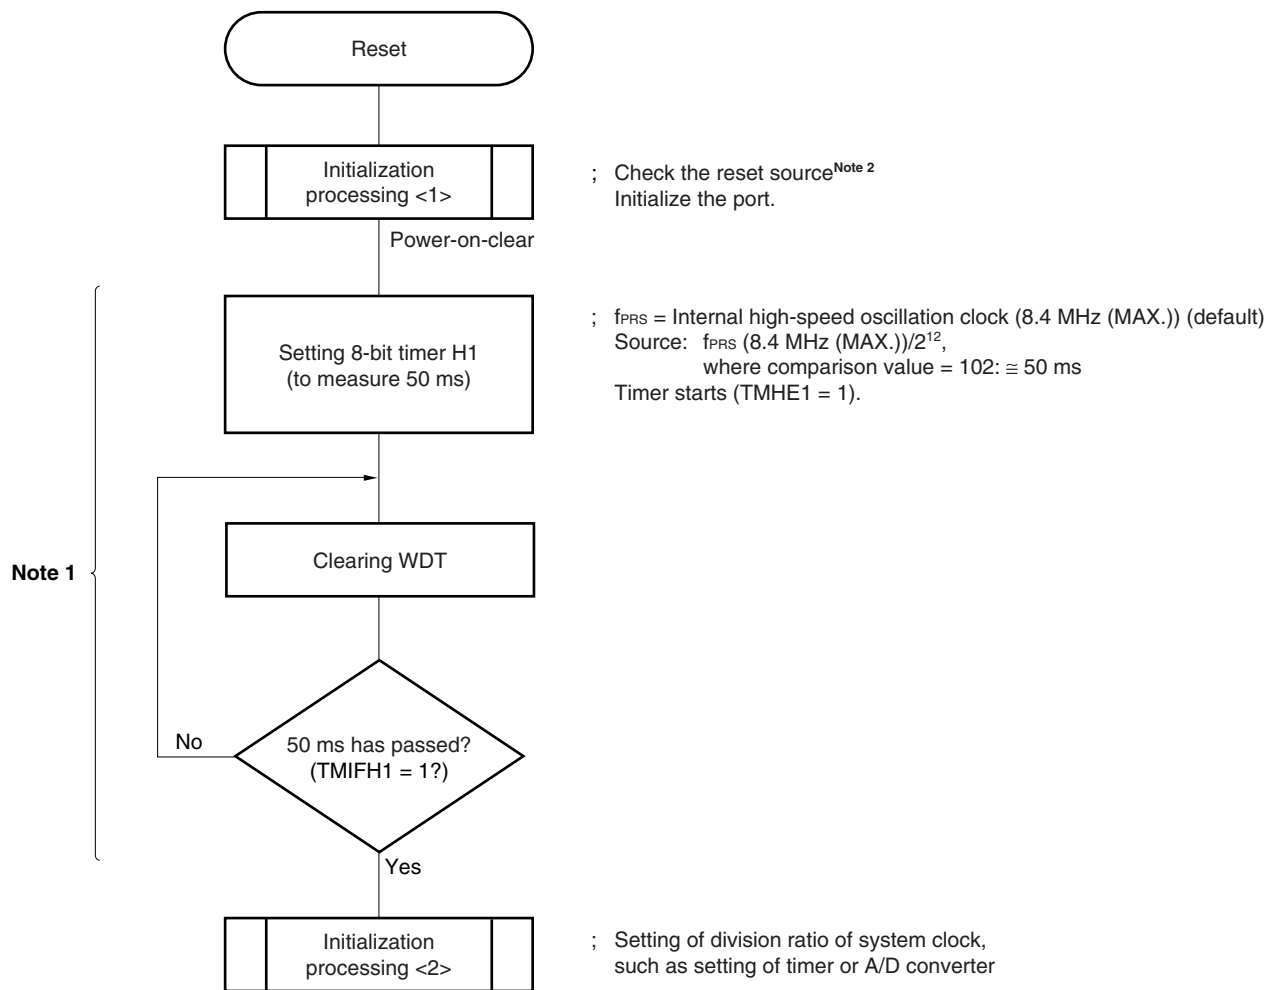 Reset
Initialization
processing <1>
; Check the reset sourceNote 2
Initialize the port.
Power-on-clear
Setting 8-bit timer H1
(to measure 50 ms)
; fPRS = Internal high-speed oscillation clock (8.4 MHz (MAX.)) (default)
Source: fPRS (8.4 MHz (MAX.))/2¹²,
where comparison value = 102: ≅ 50 ms
Timer starts (TMHE1 = 1).
Note 1
Clearing WDT
No
50 ms has passed?
(TMIFH1 = 1?)
Yes
Initialization
processing <2>
; Setting of division ratio of system clock,
such as setting of timer or A/D converter